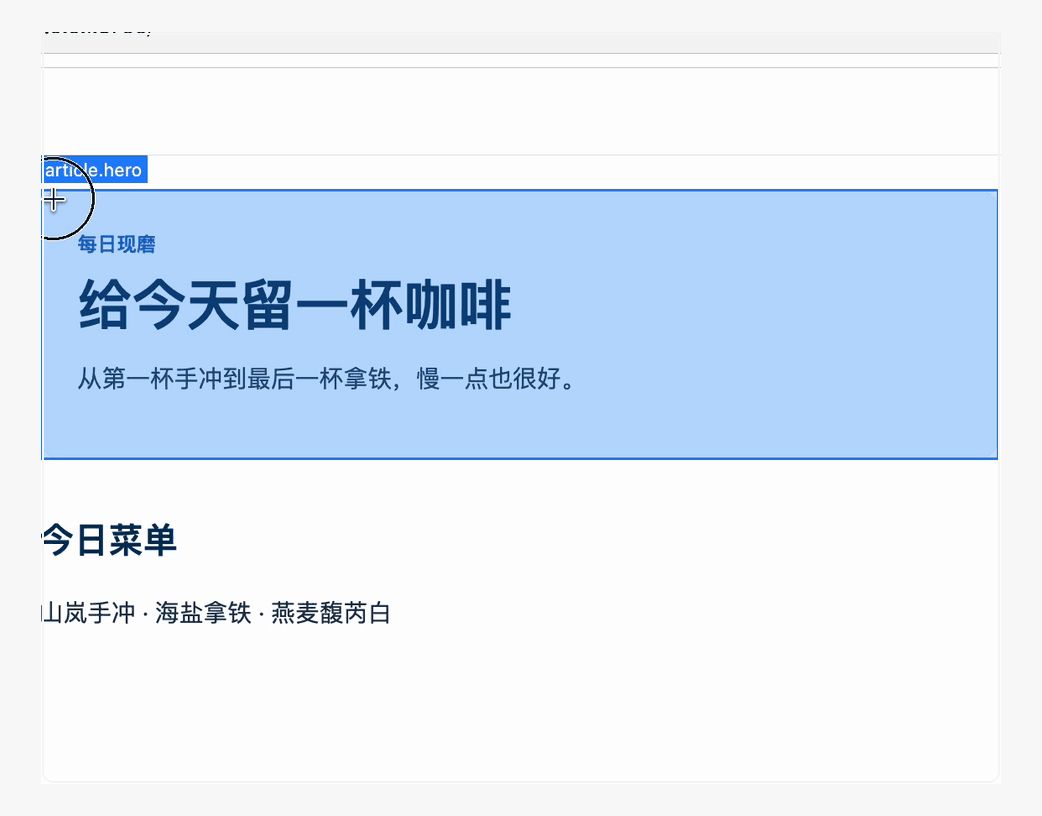 article.hero
每日现磨
给今天留一杯咖啡
从第一杯手冲到最后一杯拿铁，慢一点也很好。
今日菜单
山岚手冲 · 海盐拿铁 · 燕麦馥芮白